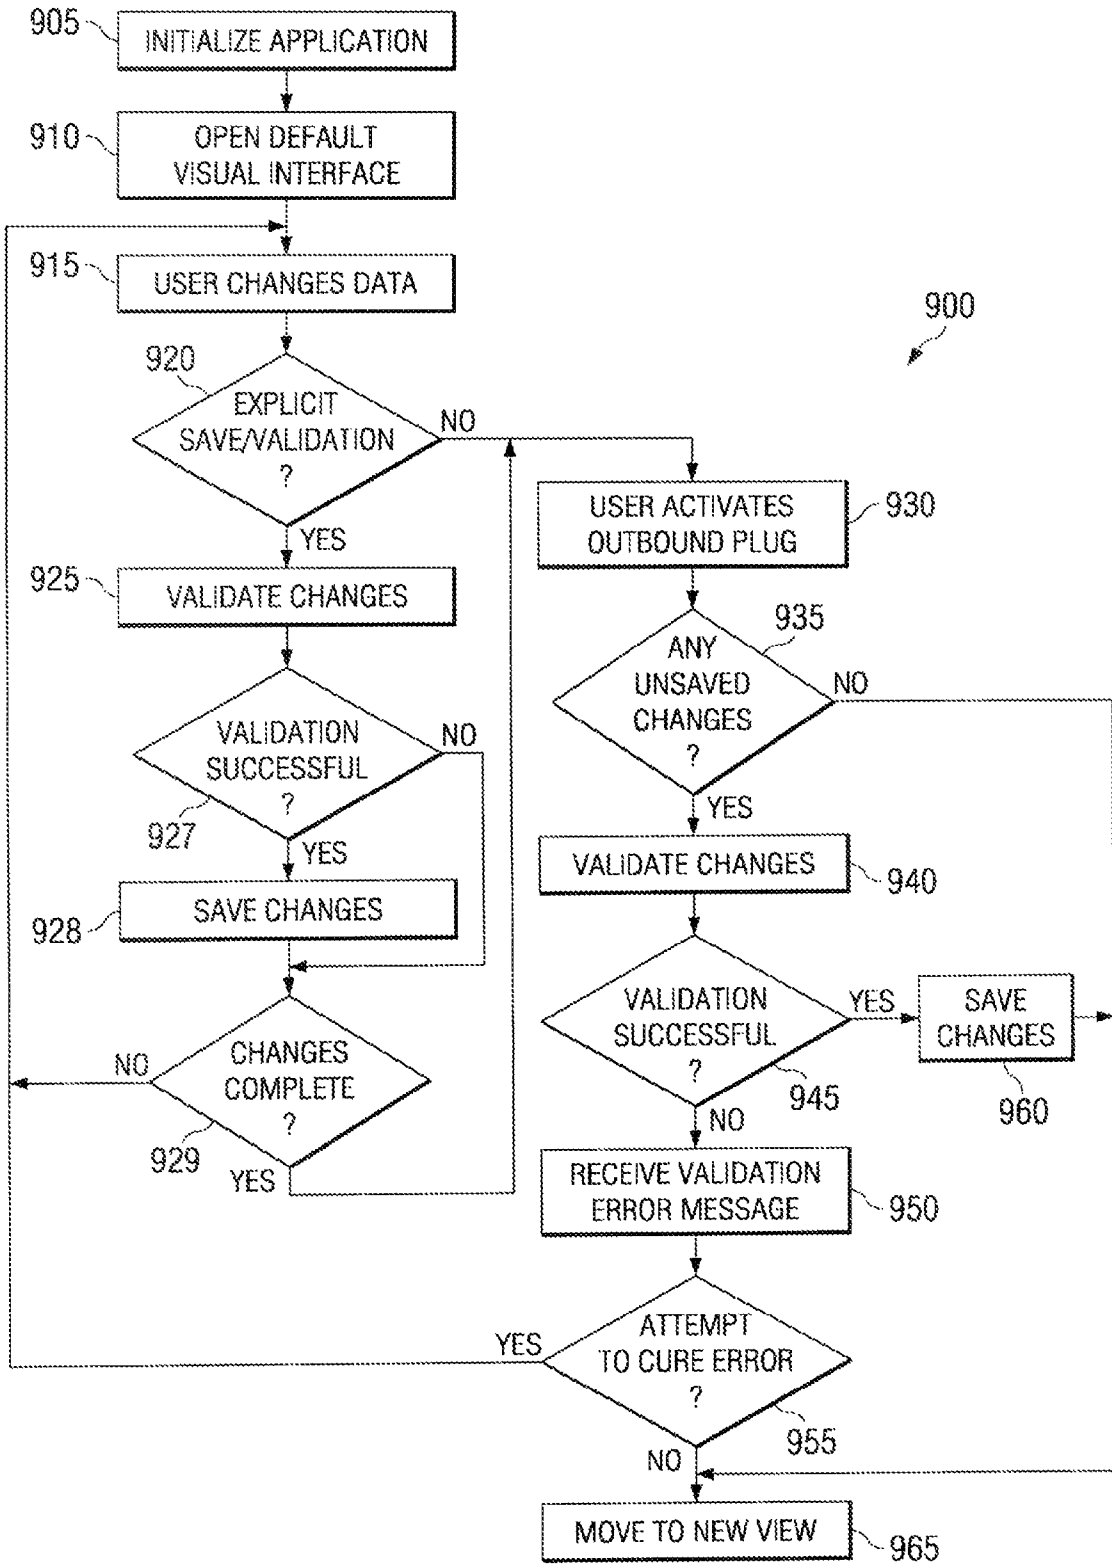 905
INITIALIZE APPLICATION
910
OPEN DEFAULT
VISUAL INTERFACE
915
USER CHANGES DATA
900
920
EXPLICIT
SAVE/VALIDATION
?
NO
YES
925
VALIDATE CHANGES
VALIDATION
SUCCESSFUL
?
NO
927
YES
928
SAVE CHANGES
NO
CHANGES
COMPLETE
?
929
YES
USER ACTIVATES
OUTBOUND PLUG
930
935
ANY
UNSAVED
CHANGES
?
NO
YES
VALIDATE CHANGES
940
VALIDATION
SUCCESSFUL
?
YES
SAVE
CHANGES
945
960
NO
RECEIVE VALIDATION
ERROR MESSAGE
950
YES
ATTEMPT
TO CURE ERROR
?
955
NO
MOVE TO NEW VIEW
965